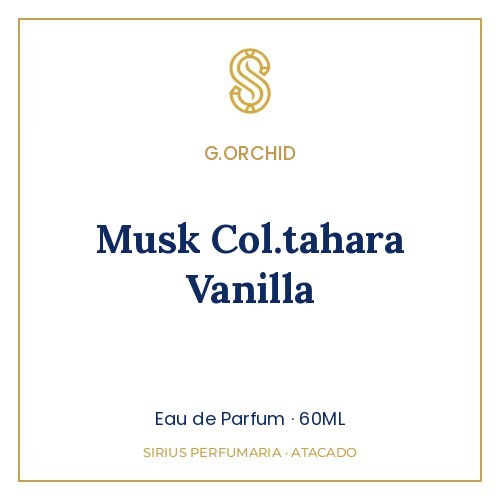 G.ORCHID
Musk Col.tahara
Vanilla
Eau de Parfum · 60ML
SIRIUS PERFUMARIA · ATACADO